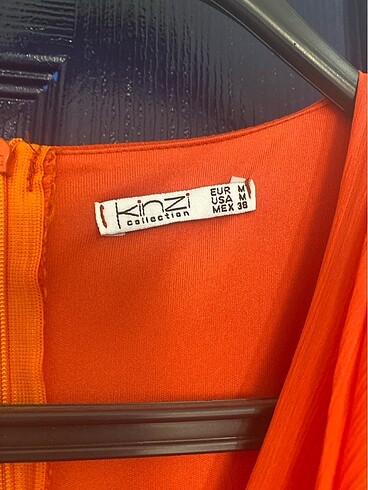 Kinzi
collection
EUR M
USA M
MEX 38